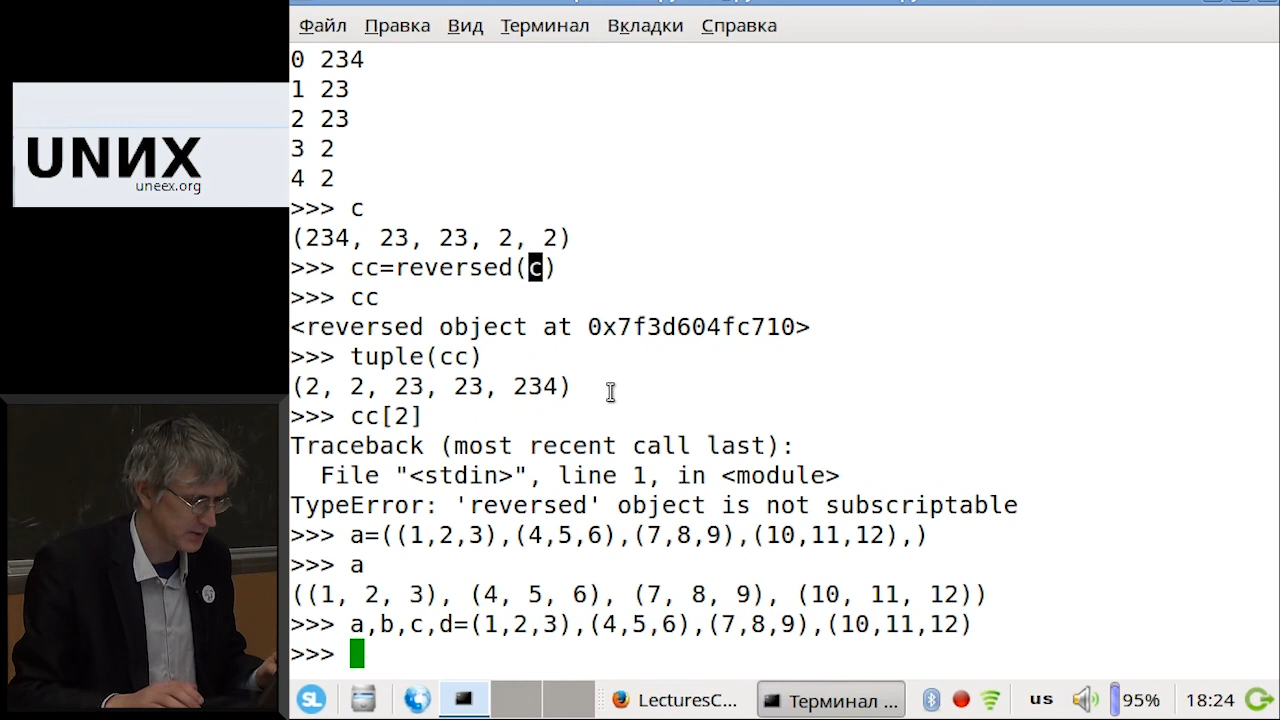 Файл Правка Вид Терминал Вкладки Справка
0 234
1 23
2 23
3 2
4 2
>>> c
(234, 23, 23, 2, 2)
>>> cc=reversed(c)
>>> cc
<reversed object at 0x7f3d604fc710>
>>> tuple(cc)
(2, 2, 23, 23, 234)
>>> cc[2]
Traceback (most recent call last):
  File "<stdin>", line 1, in <module>
TypeError: 'reversed' object is not subscriptable
>>> a=((1,2,3),(4,5,6),(7,8,9),(10,11,12),)
>>> a
((1, 2, 3), (4, 5, 6), (7, 8, 9), (10, 11, 12))
>>> a,b,c,d=(1,2,3),(4,5,6),(7,8,9),(10,11,12)
>>>
UNИX
uneex.org
SL LecturesC... Терминал ... us 95% 18:24